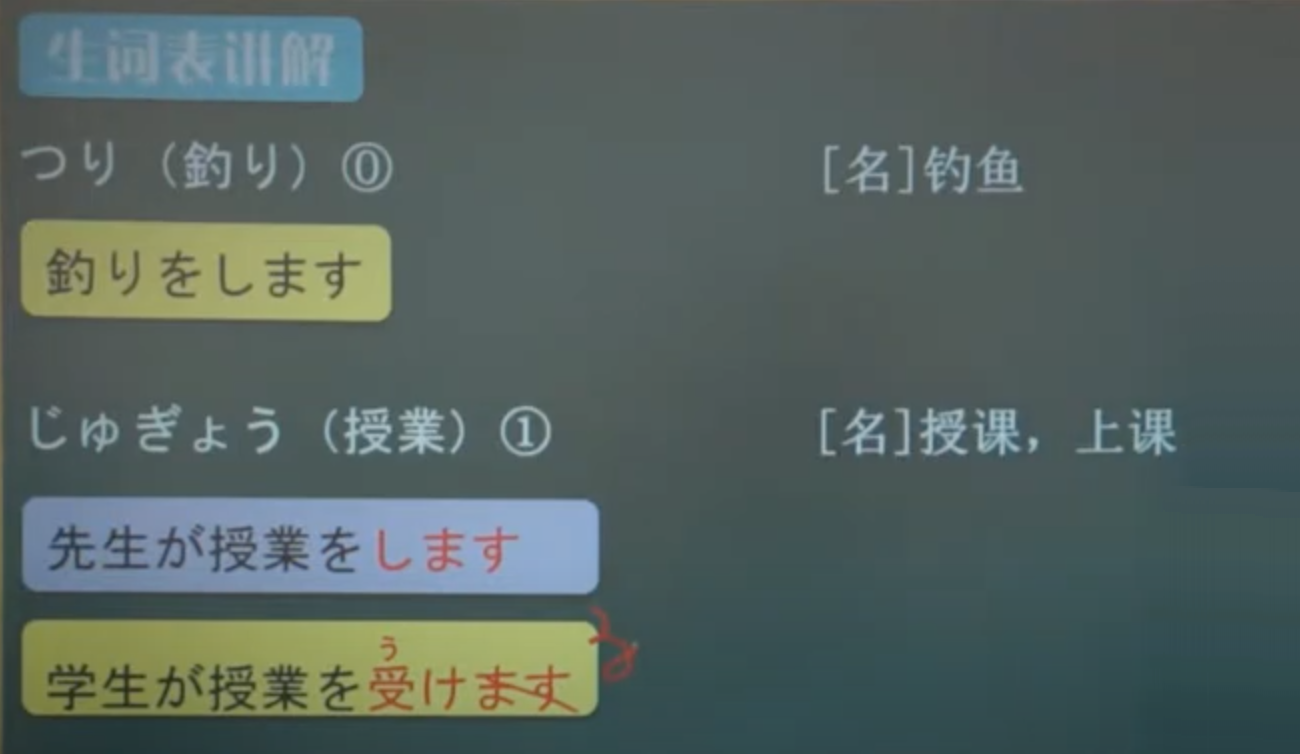 生词表讲解
つり（釣り）⓪ [名]钓鱼
釣りをします
じゅぎょう（授業）① [名]授课，上课
先生が授業をします
学生が授業を受けます
う
る